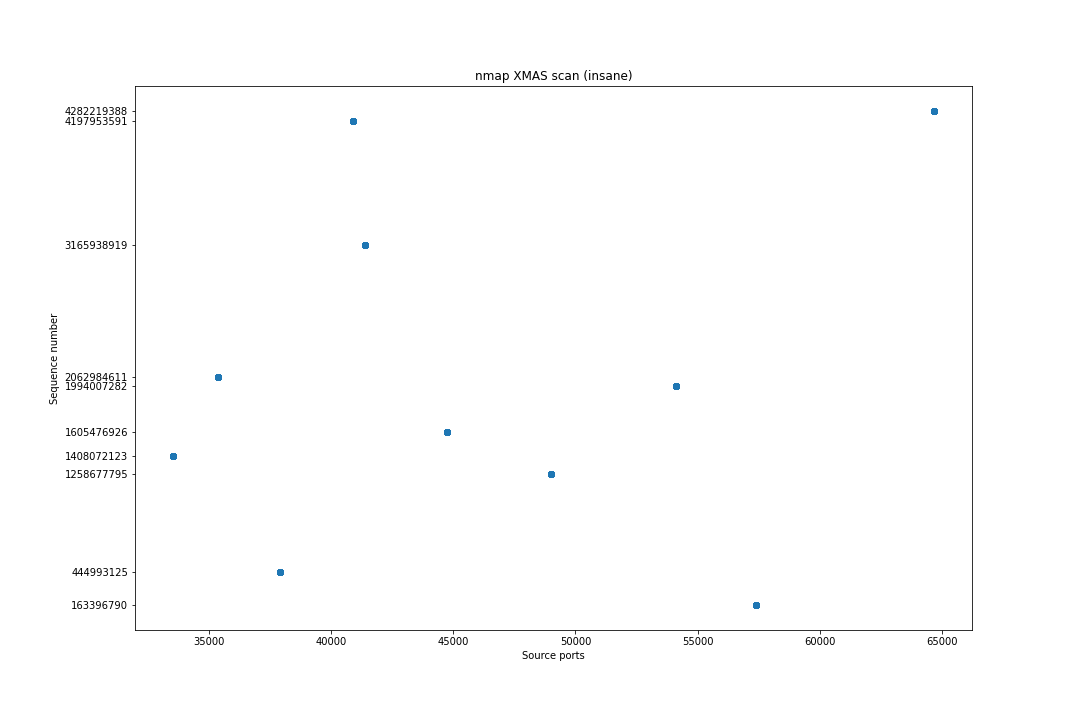 nmap XMAS scan (insane)
4282219388
4197953591
3165938919
2062984611
1994007282
1605476926
1408072123
1258677795
444993125
163396790
Sequence number
35000 40000 45000 50000 55000 60000 65000
Source ports